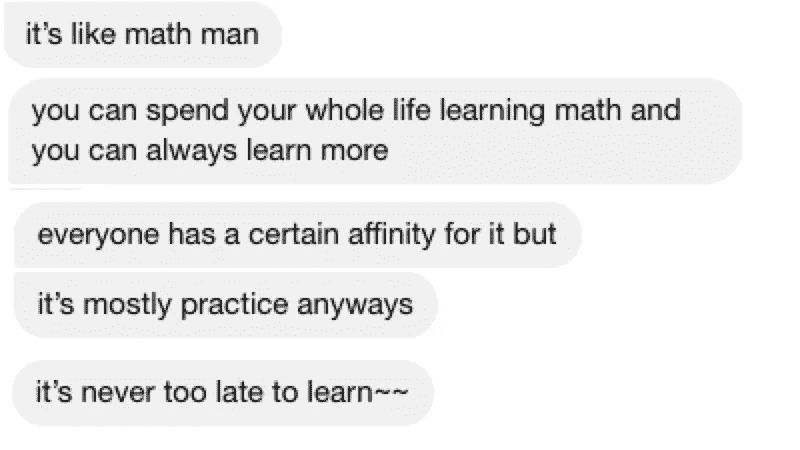 it’s like math man
you can spend your whole life learning math and
you can always learn more
everyone has a certain affinity for it but
it’s mostly practice anyways
it’s never too late to learn~~